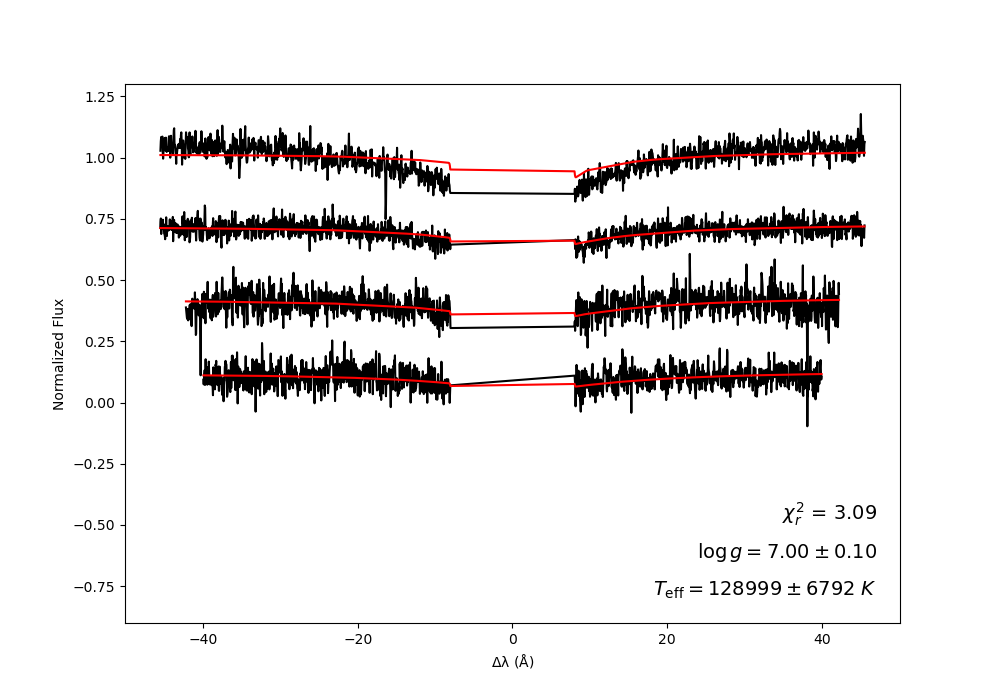 1.25
1.00
0.75
0.50
0.25
0.00
−0.25
−0.50
−0.75
Normalized Flux
χ²ᵣ = 3.09
log g = 7.00 ± 0.10
T_eff = 128999 ± 6792 K
−40 −20 0 20 40
Δλ (Å)